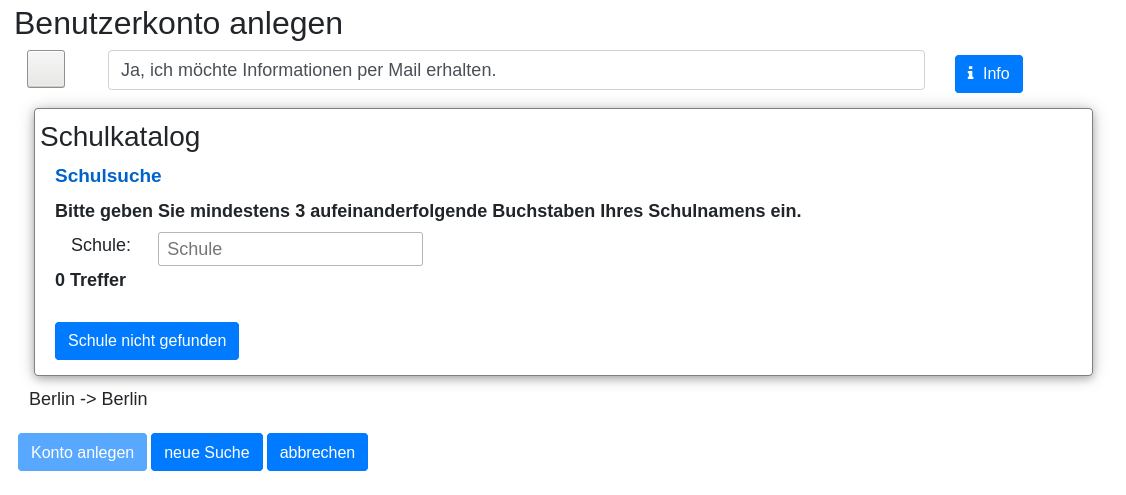 Benutzerkonto anlegen
Ja, ich möchte Informationen per Mail erhalten.
Info
Schulkatalog
Schulsuche
Bitte geben Sie mindestens 3 aufeinanderfolgende Buchstaben Ihres Schulnamens ein.
Schule: Schule
0 Treffer
Schule nicht gefunden
Berlin -> Berlin
Konto anlegen neue Suche abbrechen